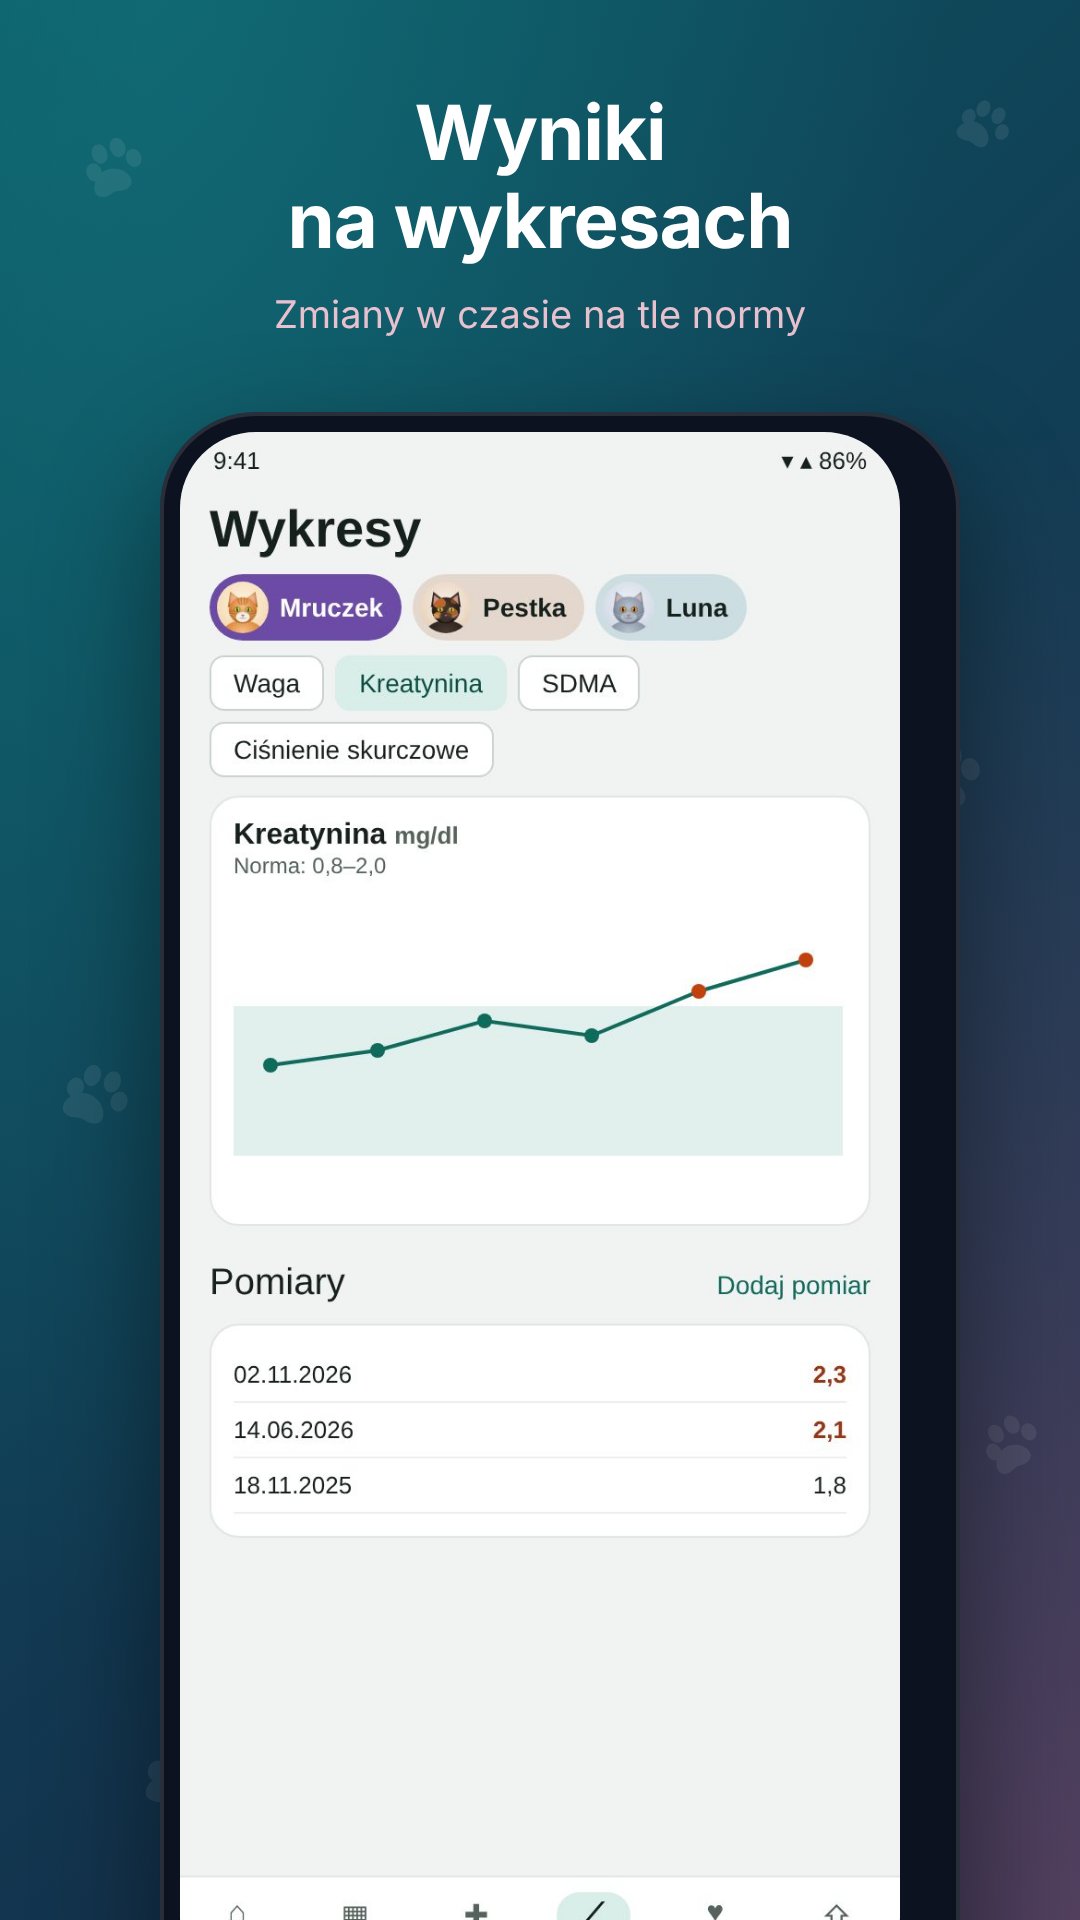 Wyniki
na wykresach
Zmiany w czasie na tle normy
9:41
86%
Wykresy
Mruczek
Pestka
Luna
Waga
Kreatynina
SDMA
Ciśnienie skurczowe
Kreatynina mg/dl
Norma: 0,8–2,0
Pomiary
Dodaj pomiar
02.11.2026
2,3
14.06.2026
2,1
18.11.2025
1,8